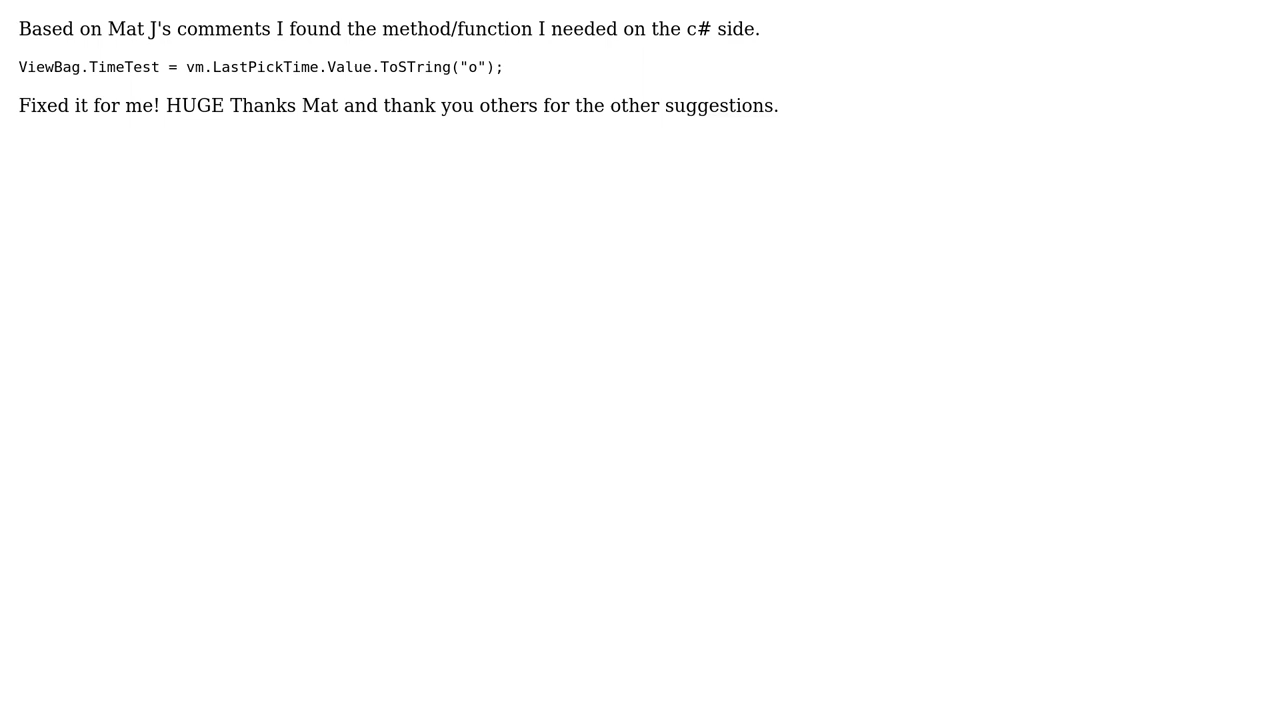 Based on Mat J's comments I found the method/function I needed on the c# side.
ViewBag.TimeTest = vm.LastPickTime.Value.ToSTring("o");
Fixed it for me! HUGE Thanks Mat and thank you others for the other suggestions.